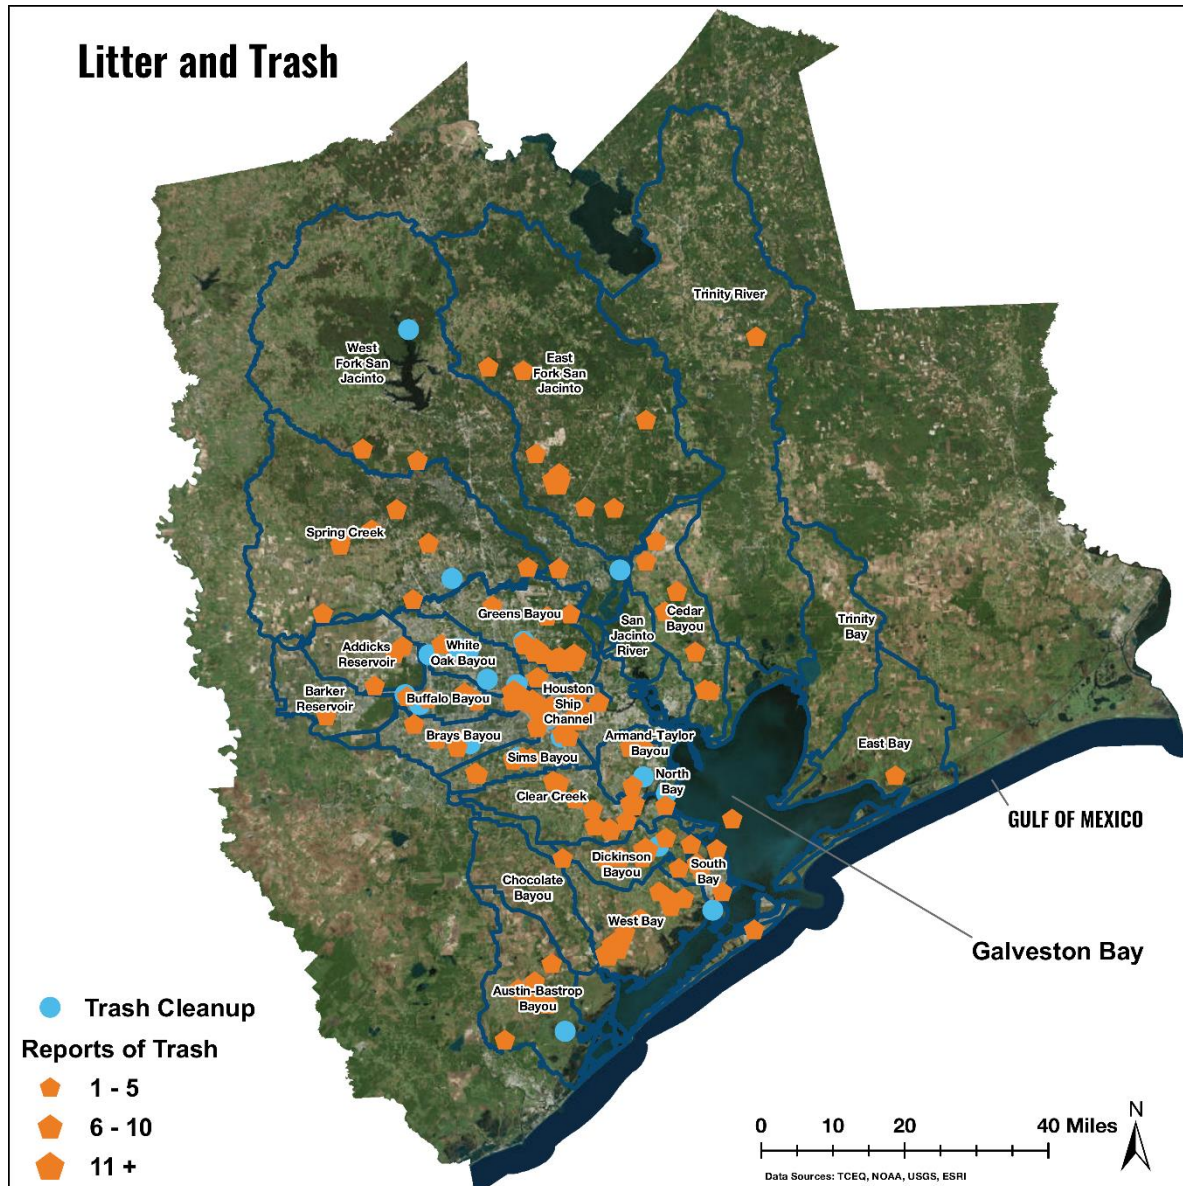 Litter and Trash
Trinity River
West
Fork San
Jacinto
East
Fork San
Jacinto
Spring Creek
Greens Bayou
San
Jacinto
River
Cedar
Bayou
Trinity
Bayou
Addicks
Reservoir
White
Oak Bayou
Barker
Reservoir
Buffalo Bayou
Houston
Ship
Channel
Brays Bayou
Armand-Taylor
Bayou
Sims Bayou
East Bay
North
Bay
Clear Creek
GULF OF MEXICO
Dickinson
Bayou
South
Bay
Chocolate
Bayou
West Bay
Galveston Bay
Austin-Bastrop
Bayou
Trash Cleanup
Reports of Trash
1 - 5
6 - 10
11 +
0 10 20 40 Miles
N
Data Sources: TCEQ, NOAA, USGS, ESRI